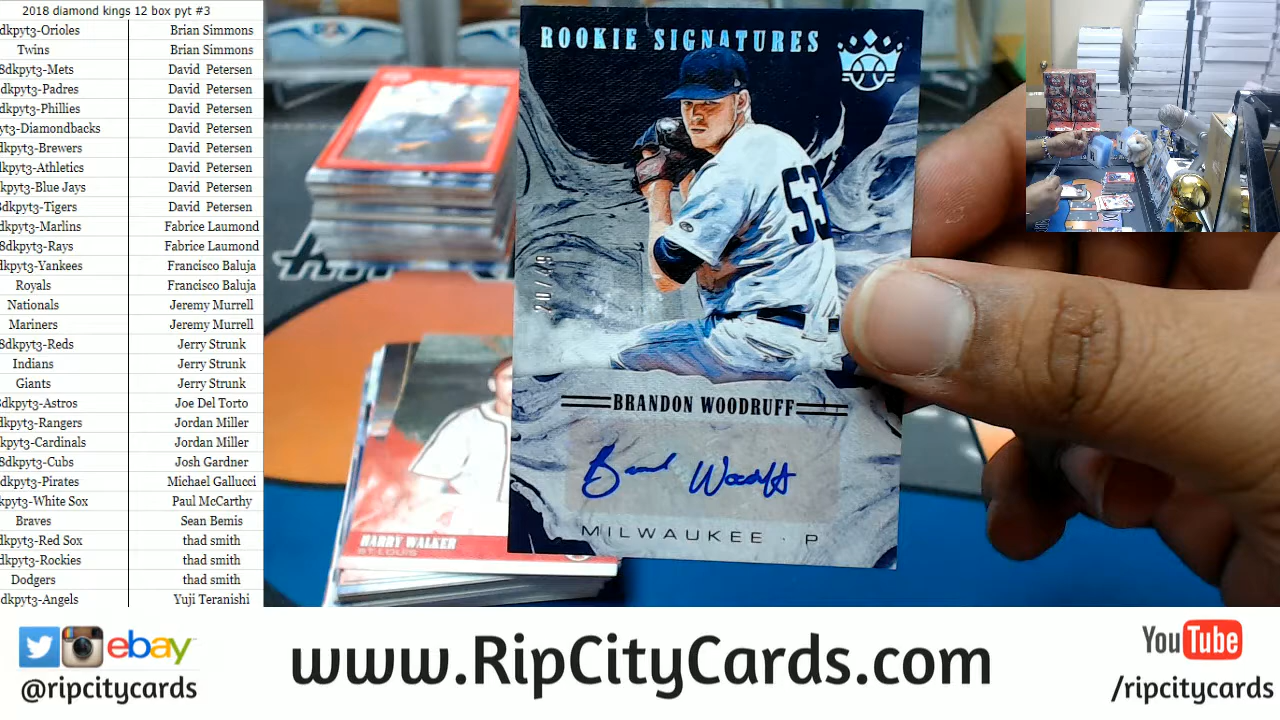 2018 diamond kings 12 box pyt #3
dkpyt3-Orioles Brian Simmons
Twins Brian Simmons
8dkpyt3-Mets David Petersen
dkpyt3-Padres David Petersen
dkpyt3-Phillies David Petersen
yt3-Diamondbacks David Petersen
dkpyt3-Brewers David Petersen
dkpyt3-Athletics David Petersen
kpyt3-Blue Jays David Petersen
8dkpyt3-Tigers David Petersen
dkpyt3-Marlins Fabrice Laumond
8dkpyt3-Rays Fabrice Laumond
dkpyt3-Yankees Francisco Baluja
Royals Francisco Baluja
Nationals Jeremy Murrell
Mariners Jeremy Murrell
8dkpyt3-Reds Jerry Strunk
Indians Jerry Strunk
Giants Jerry Strunk
8dkpyt3-Astros Joe Del Torto
dkpyt3-Rangers Jordan Miller
kpyt3-Cardinals Jordan Miller
8dkpyt3-Cubs Josh Gardner
dkpyt3-Pirates Michael Gallucci
kpyt3-White Sox Paul McCarthy
Braves Sean Bemis
dkpyt3-Red Sox thad smith
dkpyt3-Rockies thad smith
Dodgers thad smith
dkpyt3-Angels Yuji Teranishi
ROOKIE SIGNATURES
53
BRANDON WOODRUFF
MILWAUKEE · P
HARRY WALKER
ST. LOUIS
ebay
@ripcitycards
www.RipCityCards.com
YouTube
/ripcitycards